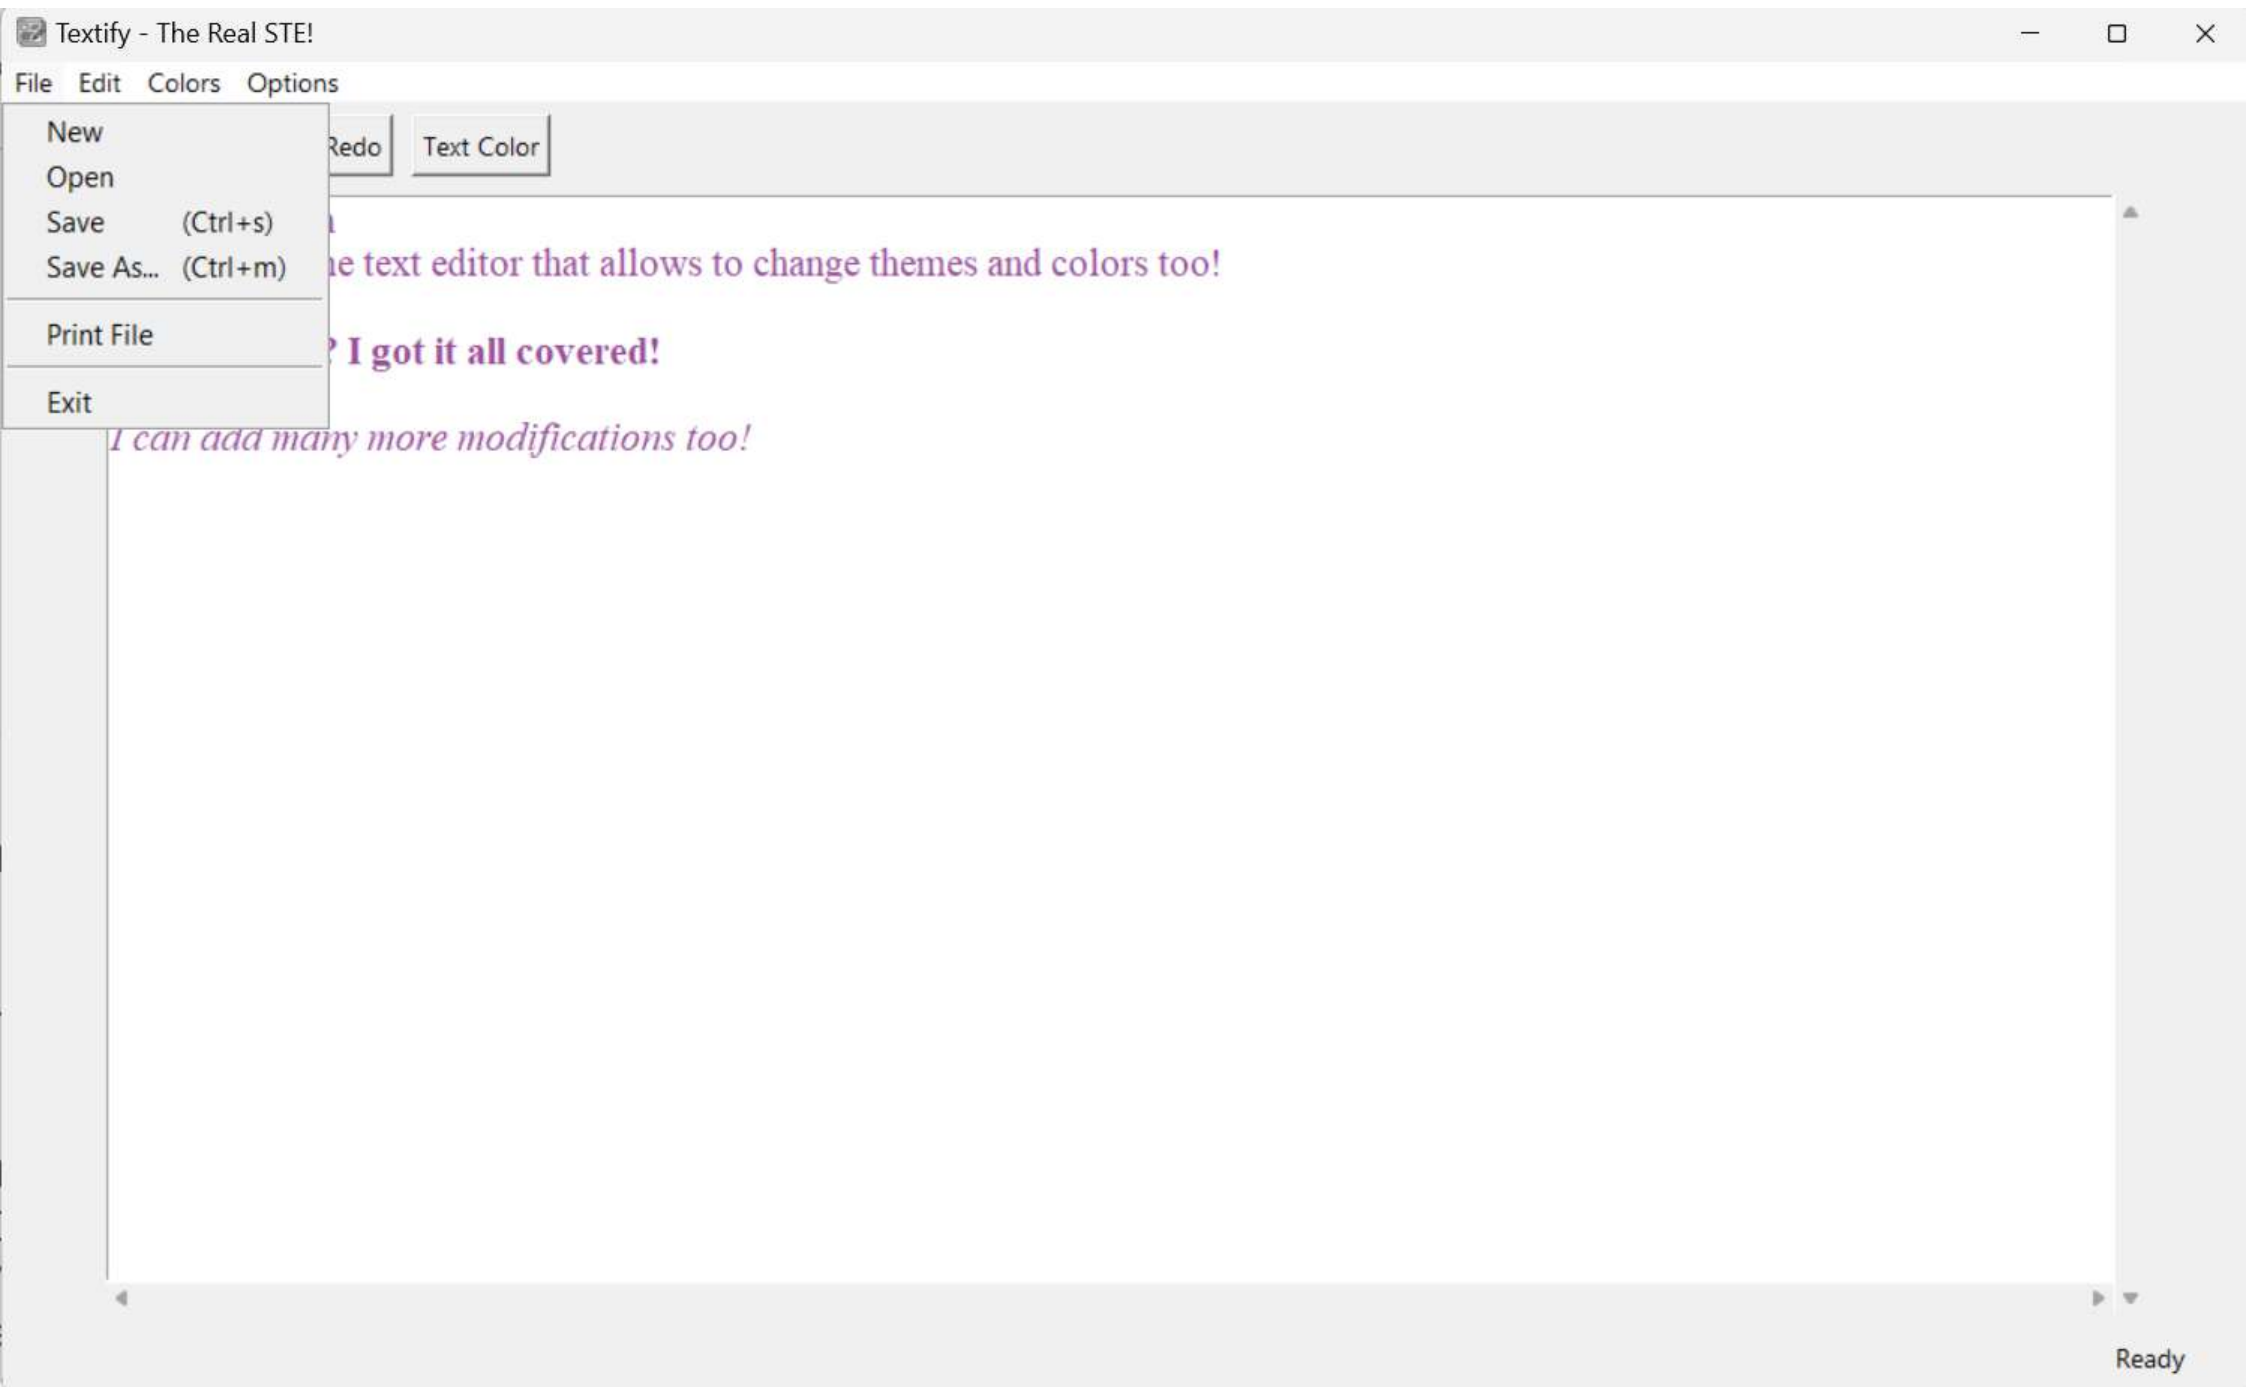 Textify - The Real STE!
File Edit Colors Options
New
Redo Text Color
Open
Save (Ctrl+s)
Save As... (Ctrl+m)
text editor that allows to change themes and colors too!
Print File
? I got it all covered!
Exit
I can add many more modifications too!
Ready